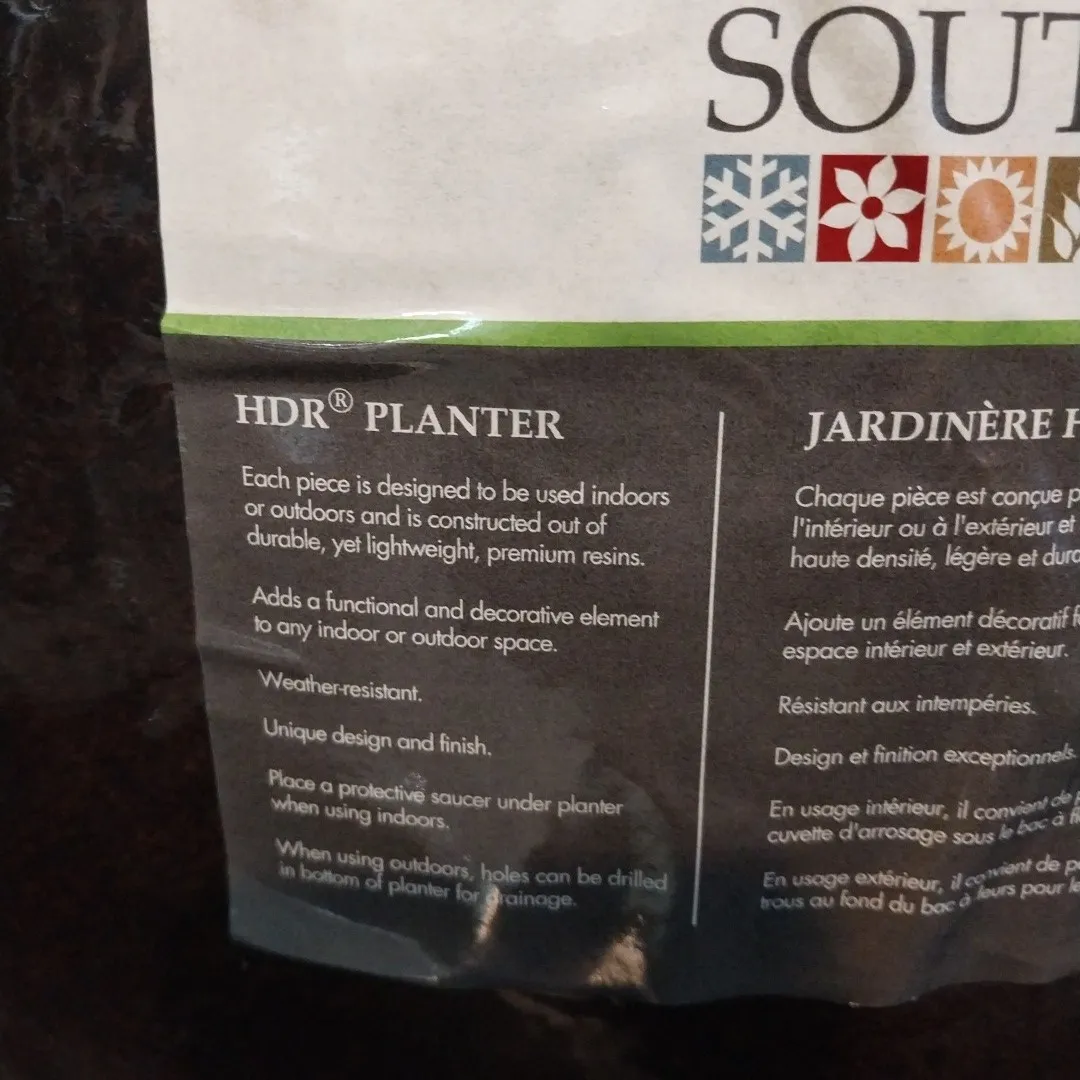 SOUT
HDR® PLANTER
Each piece is designed to be used indoors
or outdoors and is constructed out of
durable, yet lightweight, premium resins.
Adds a functional and decorative element
to any indoor or outdoor space.
Weather-resistant.
Unique design and finish.
Place a protective saucer under planter
when using indoors.
When using outdoors, holes can be drilled
in bottom of planter for drainage.
JARDINÈRE H
Chaque pièce est conçue p
l'intérieur ou à l'extérieur et
haute densité, légère et dura
Ajoute un élément décoratif f
espace intérieur et extérieur.
Résistant aux intempéries.
Design et finition exceptionnels.
En usage intérieur, il convient de p
cuvette d'arrosage sous le bac à fl
En usage extérieur, il convient de pe
trous au fond du bac à fleurs pour le